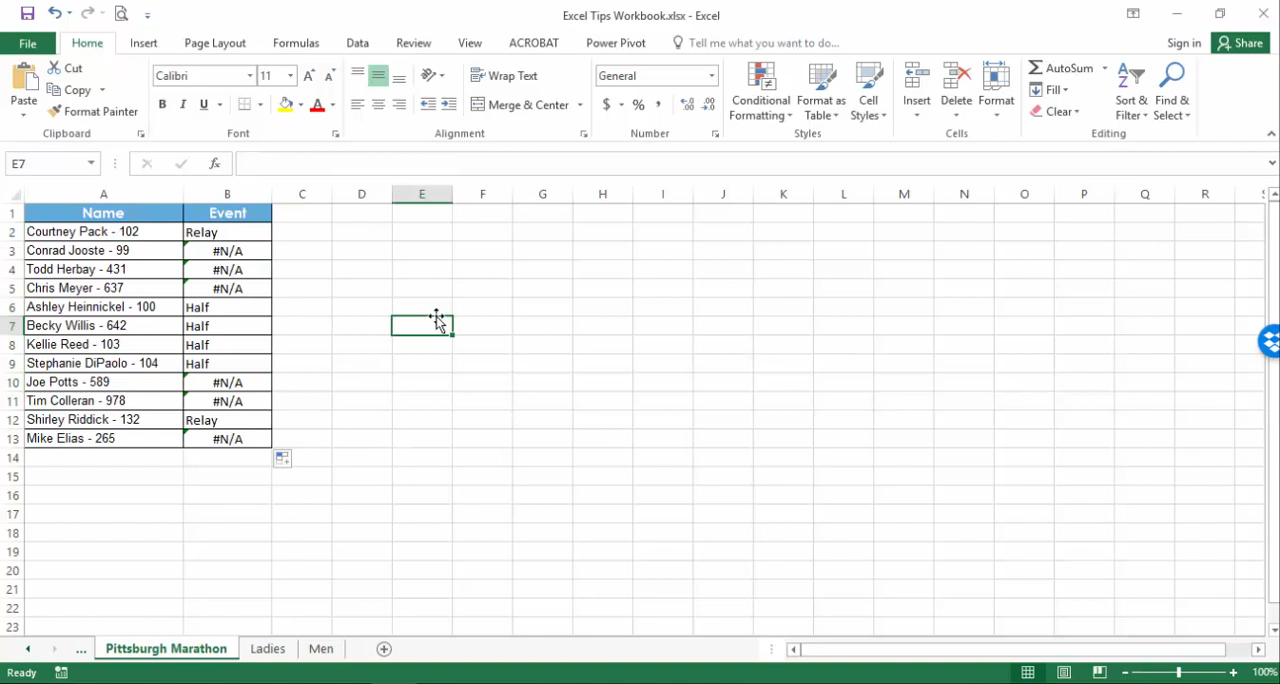 Excel Tips Workbook.xlsx - Excel
File Home Insert Page Layout Formulas Data Review View ACROBAT Power Pivot Tell me what you want to do... Sign in Share
Paste
Cut
Copy
Format Painter
Clipboard
Calibri 11
B I U
Font
Wrap Text
Merge & Center
Alignment
General
$ % ,
Number
Conditional Formatting
Format as Table
Cell Styles
Styles
Insert Delete Format
Cells
AutoSum
Fill
Clear
Sort & Filter
Find & Select
Editing
E7 fx
A B C D E F G H I J K L M N O P Q R S
1 Name Event
2 Courtney Pack - 102 Relay
3 Conrad Jooste - 99 #N/A
4 Todd Herbay - 431 #N/A
5 Chris Meyer - 637 #N/A
6 Ashley Heinnickel - 100 Half
7 Becky Willis - 642 Half
8 Kellie Reed - 103 Half
9 Stephanie DiPaolo - 104 Half
10 Joe Potts - 589 #N/A
11 Tim Colleran - 978 #N/A
12 Shirley Riddick - 132 Relay
13 Mike Elias - 265 #N/A
14
15
16
17
18
19
20
21
22
23
... Pittsburgh Marathon Ladies Men
Ready 100%